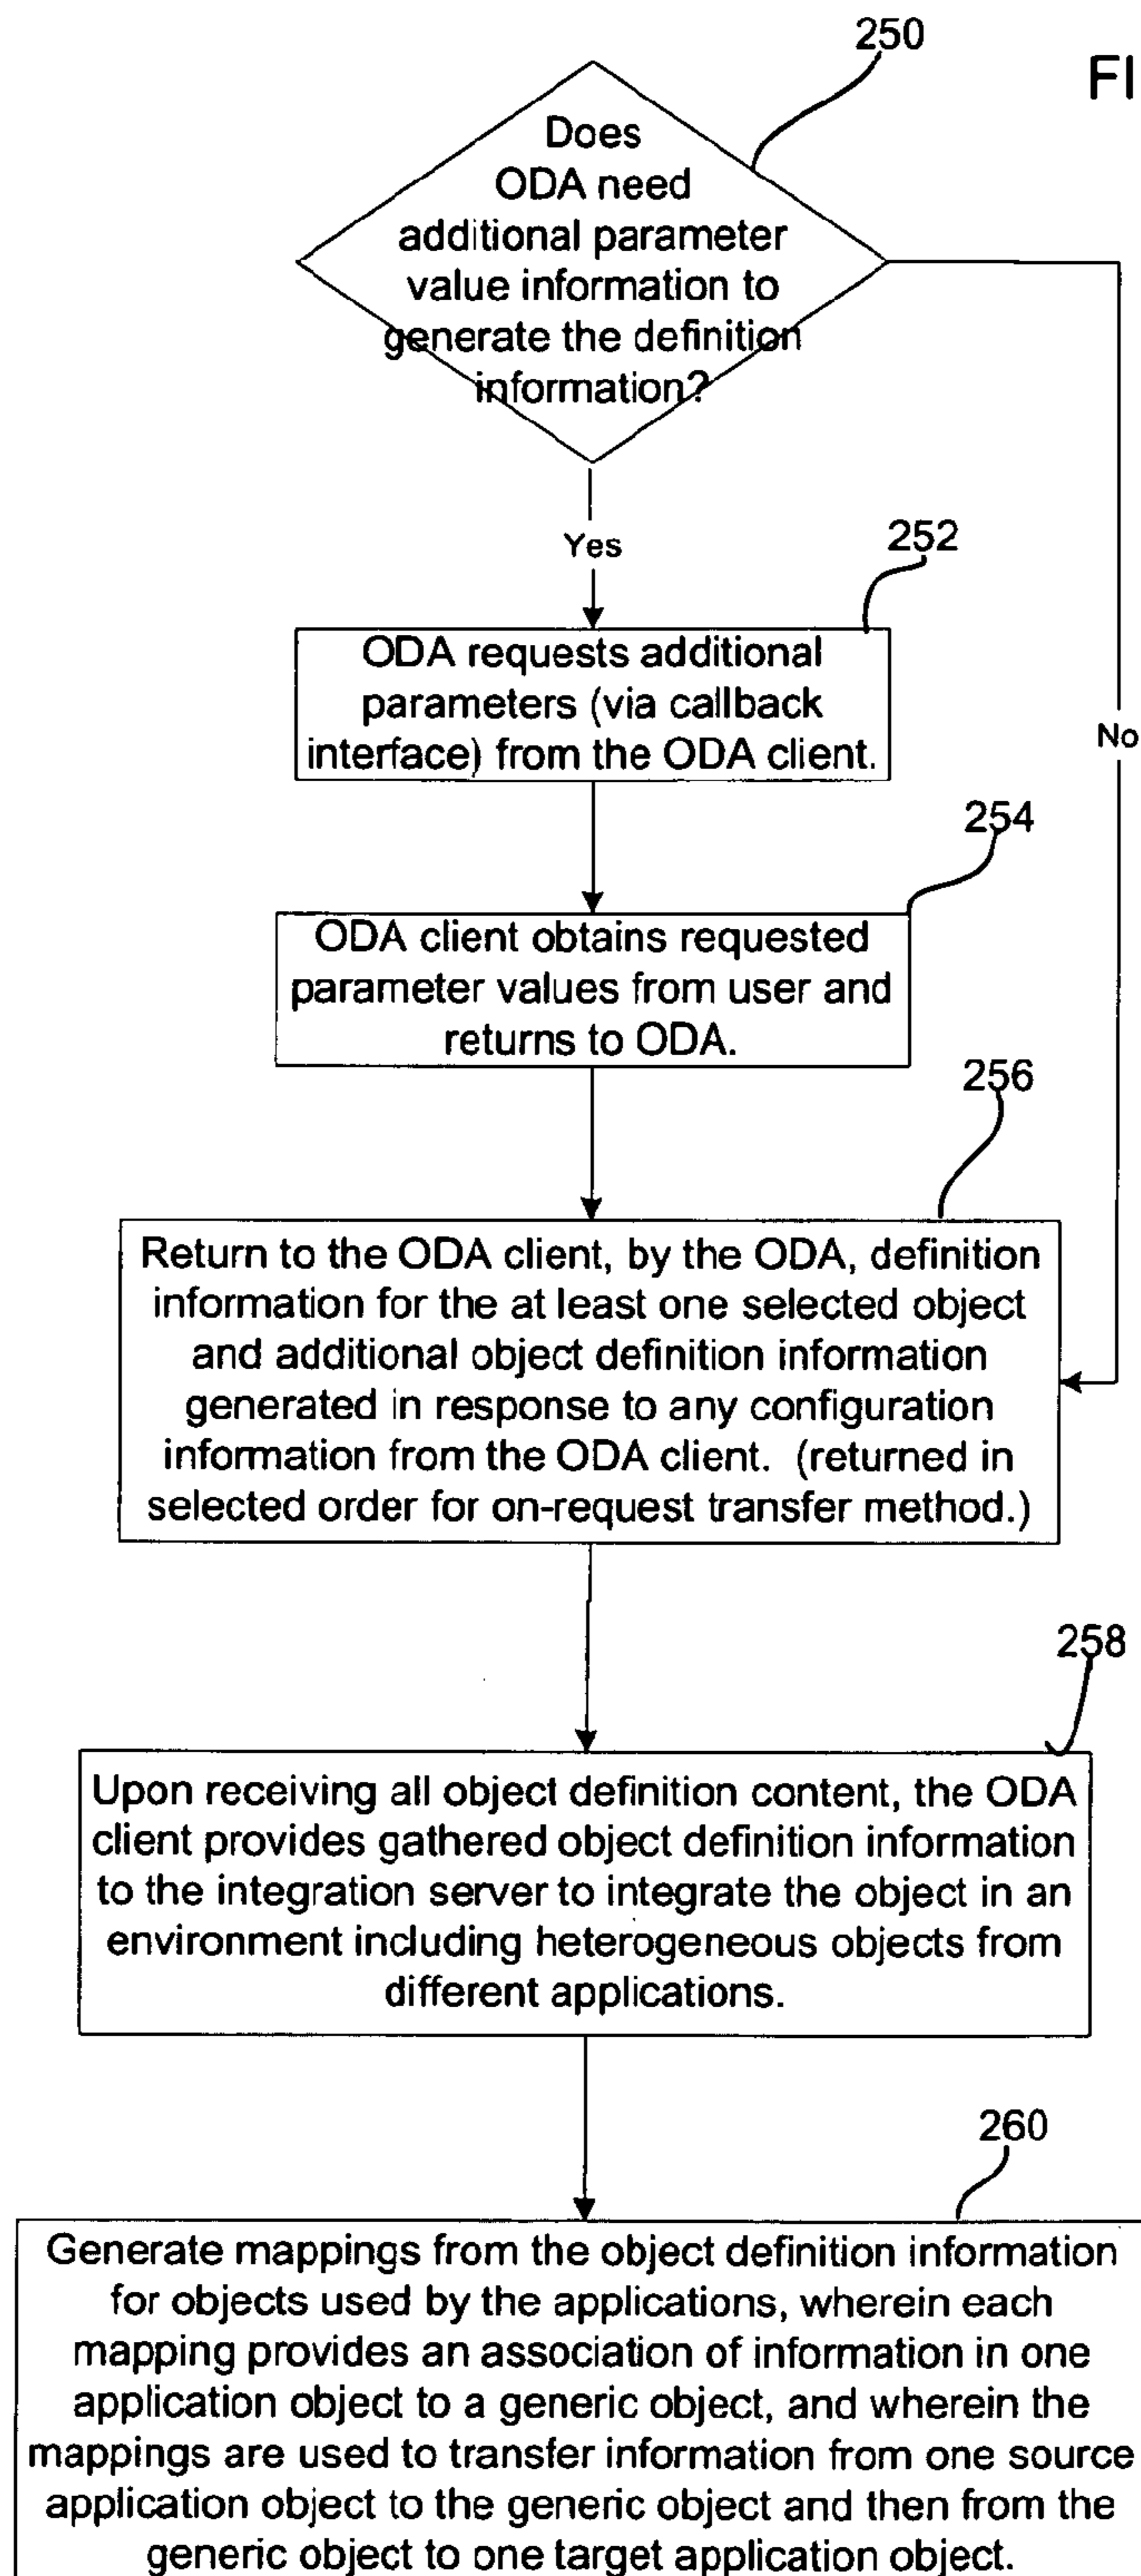 250
FI
Does
ODA need
additional parameter
value information to
generate the definition
information?
Yes
No
252
ODA requests additional
parameters (via callback
interface) from the ODA client.
254
ODA client obtains requested
parameter values from user and
returns to ODA.
256
Return to the ODA client, by the ODA, definition
information for the at least one selected object
and additional object definition information
generated in response to any configuration
information from the ODA client. (returned in
selected order for on-request transfer method.)
258
Upon receiving all object definition content, the ODA
client provides gathered object definition information
to the integration server to integrate the object in an
environment including heterogeneous objects from
different applications.
260
Generate mappings from the object definition information
for objects used by the applications, wherein each
mapping provides an association of information in one
application object to a generic object, and wherein the
mappings are used to transfer information from one source
application object to the generic object and then from the
generic object to one target application object.